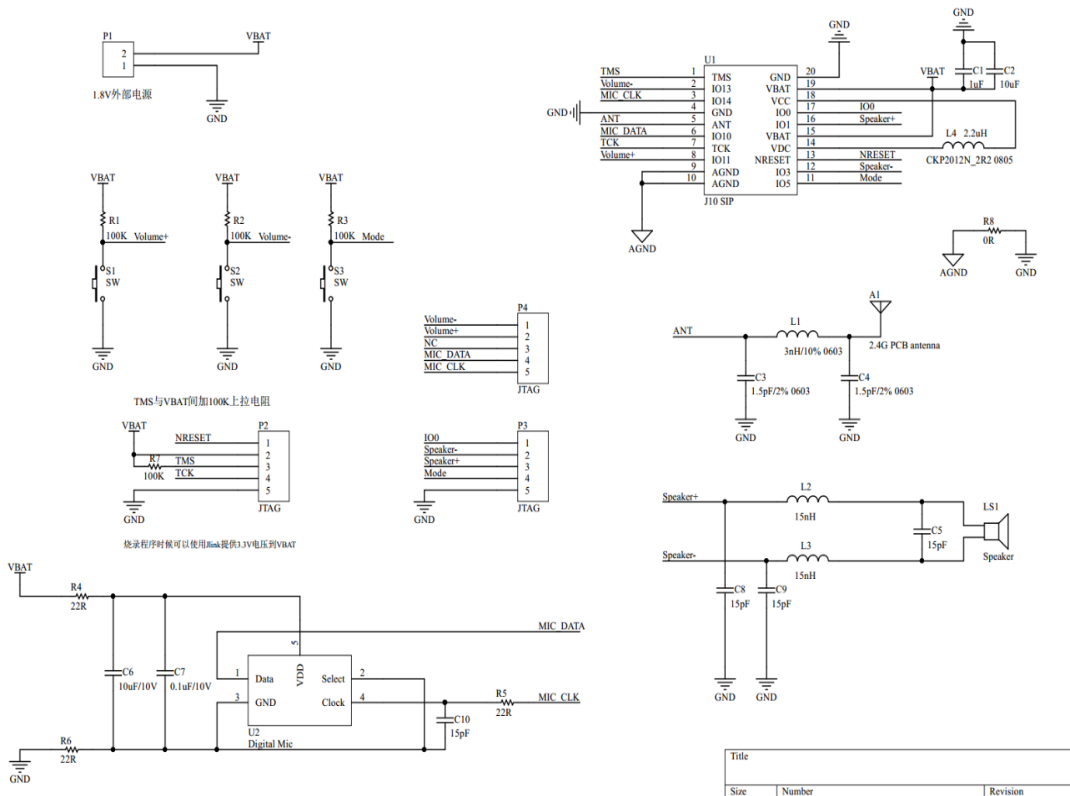 P1
VBAT
2
1
1.8V外部电源
GND
GND
GND
U1
TMS 1 TMS GND 20
Volume- 2 IO13 VBAT 19
MIC_CLK 3 IO14 VCC 18
GND 4 GND IO0 17 IO0
ANT 5 ANT IO1 16 Speaker+
MIC_DATA 6 IO10 VBAT 15
TCK 7 TCK VDC 14
Volume+ 8 IO11 NRESET 13 NRESET
9 AGND IO3 12 Speaker-
10 AGND IO5 11 Mode
J10 SIP
AGND
VBAT
C1
1uF
C2
10uF
L4 2.2uH
CKP2012N_2R2 0805
R8
0R
AGND
GND
VBAT
R1
100K Volume+
S1
SW
GND
VBAT
R2
100K Volume-
S2
SW
GND
VBAT
R3
100K Mode
S3
SW
GND
P4
Volume- 1
Volume+ 2
NC 3
MIC_DATA 4
MIC_CLK 5
JTAG
A1
ANT
L1
3nH/10% 0603
2.4G PCB antenna
C3
1.5pF/2% 0603
C4
1.5pF/2% 0603
GND
GND
TMS与VBAT间加100K上拉电阻
VBAT
P2
NRESET 1
2
R7 TMS 3
100K TCK 4
5
GND
JTAG
P3
IO0 1
Speaker- 2
Speaker+ 3
Mode 4
5
GND
JTAG
烧录程序时候可以使用Jlink提供3.3V电压到VBAT
Speaker+
L2
15nH
LS1
C5
15pF
Speaker
Speaker-
L3
15nH
C8
15pF
C9
15pF
GND
GND
VBAT
R4
22R
C6
10uF/10V
C7
0.1uF/10V
5
VDD
MIC_DATA
1 Data Select 2
3 GND Clock 4
U2
Digital Mic
R5
22R
MIC_CLK
C10
15pF
R6
22R
GND
Title
Size Number Revision